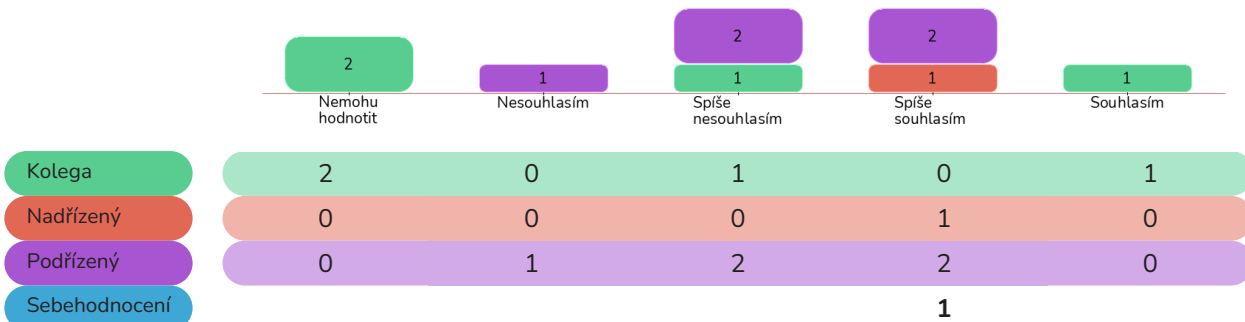 2 2
2 1 1 1 1
Nemohu
hodnotit
Nesouhlasím
Spíše
nesouhlasím
Spíše
souhlasím
Souhlasím
Kolega 2 0 1 0 1
Nadřízený 0 0 0 1 0
Podřízený 0 1 2 2 0
Sebehodnocení 1